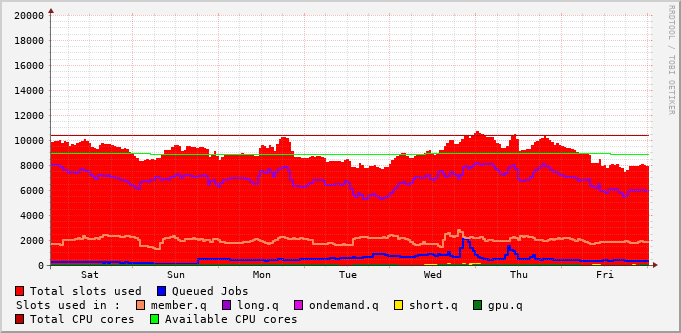 20000
18000
16000
14000
12000
10000
8000
6000
4000
2000
0
Sat Sun Mon Tue Wed Thu Fri
RRDTOOL / TOBI OETIKER
Total slots used Queued Jobs
Slots used in : member.q long.q ondemand.q short.q gpu.q
Total CPU cores Available CPU cores